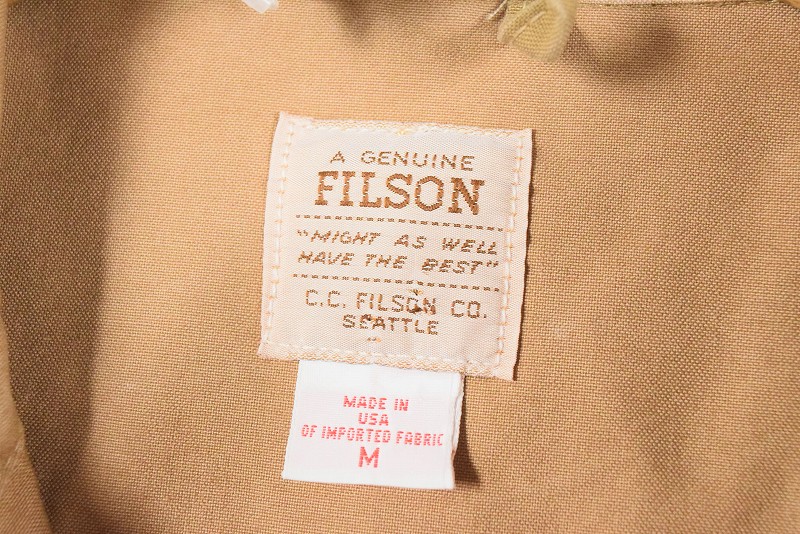 A GENUINE
FILSON
"MIGHT AS WELL
HAVE THE BEST"
C.C. FILSON CO.
SEATTLE
MADE IN
USA
OF IMPORTED FABRIC
M